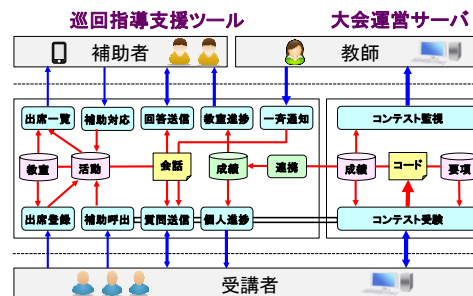 巡回指導支援ツール 大会運営サーバ
補助者 教師
出席一覧 補助対応 回答送信 教室進捗 一斉通知 コンテスト監視
教室 活動 会話 成績 連携 成績 コード 要項
出席登録 補助呼出 質問送信 個人進捗 コンテスト受験
受講者